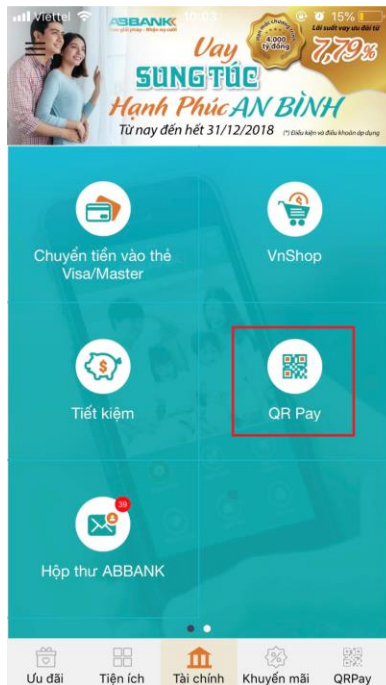 Viettel
10:03
15%
ABBANK
Vay
SUNG TÚC
Hạnh Phúc AN BÌNH
Từ nay đến hết 31/12/2018
4.000
tỷ đồng
Lãi suất vay ưu đãi từ
7,79%
(*) Điều kiện và điều khoản áp dụng
Chuyển tiền vào thẻ
Visa/Master
VnShop
Tiết kiệm
QR Pay
39
Hộp thư ABBANK
Ưu đãi
Tiện ích
Tài chính
Khuyến mãi
QRPay